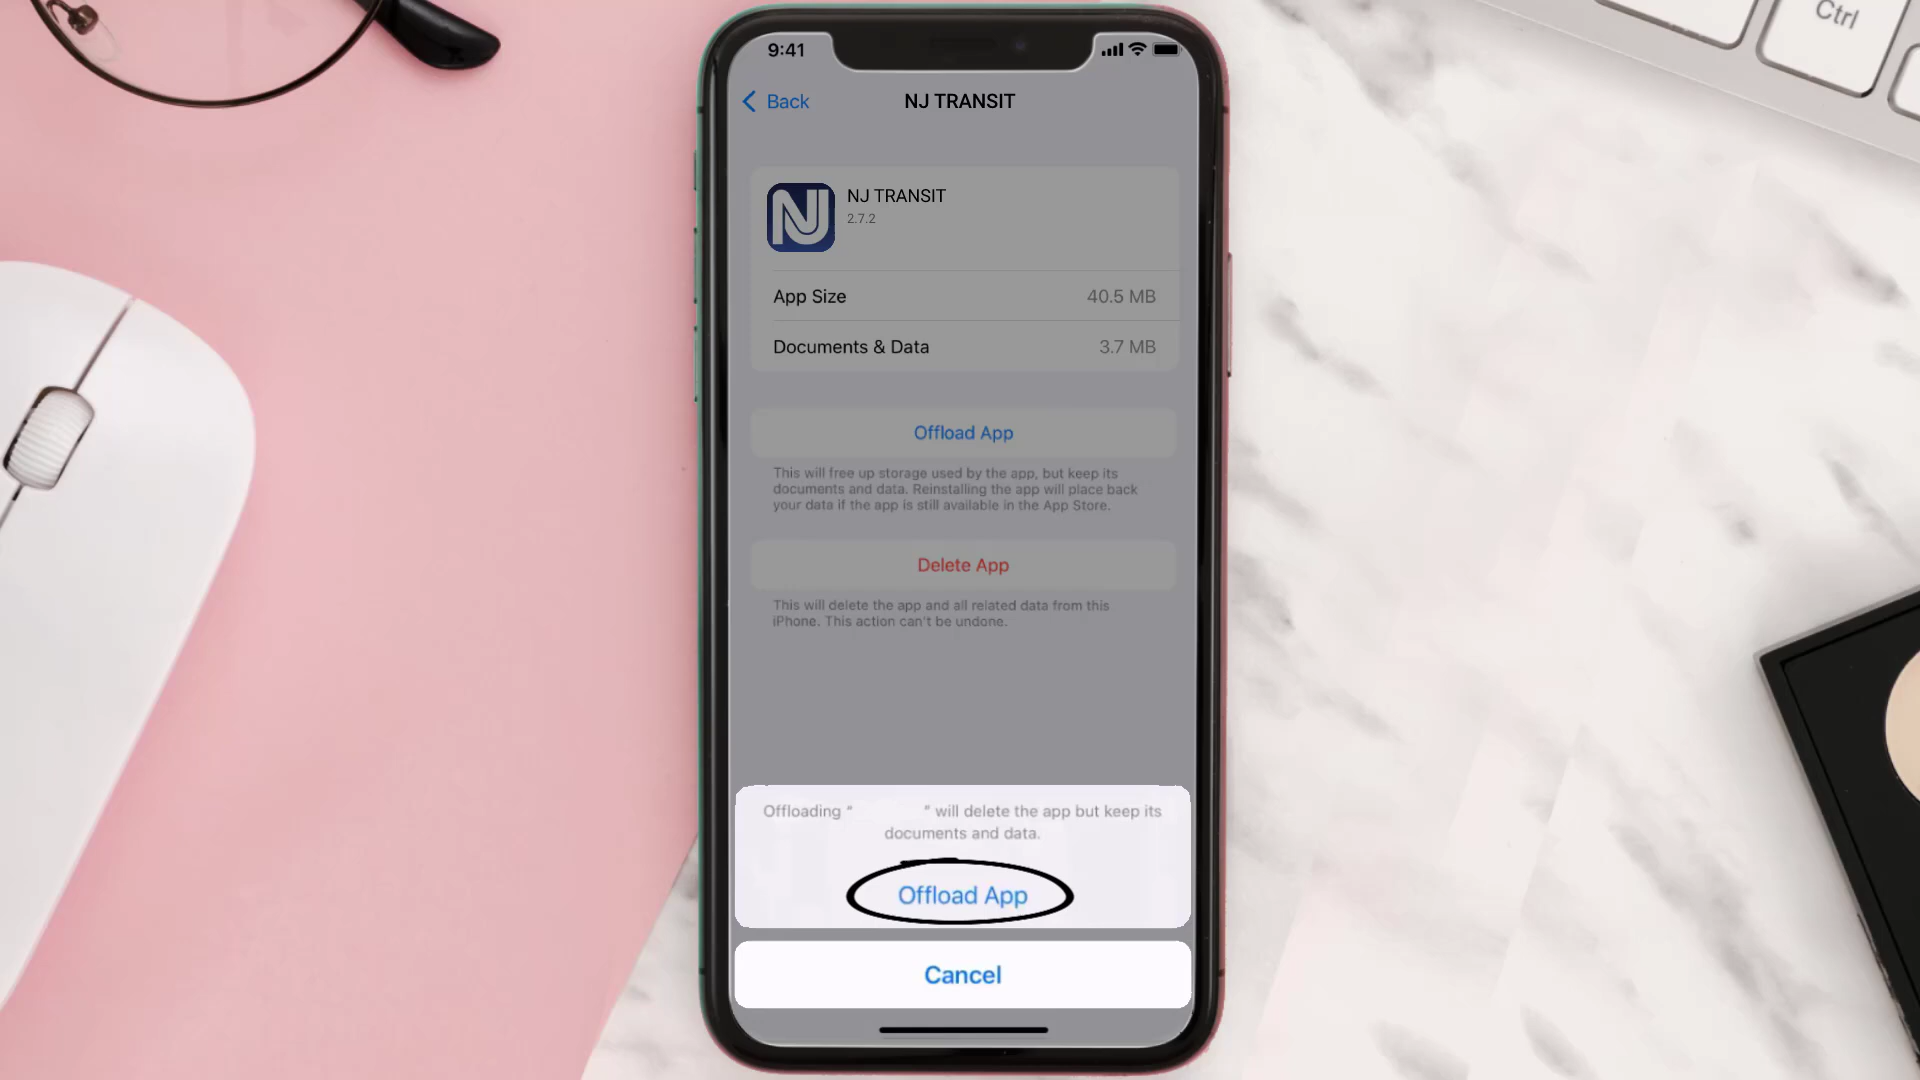 Ctrl
9:41
Back
NJ TRANSIT
NJ
NJ TRANSIT
2.7.2
App Size 40.5 MB
Documents & Data 3.7 MB
Offload App
This will free up storage used by the app, but keep its
documents and data. Reinstalling the app will place back
your data if the app is still available in the App Store.
Delete App
This will delete the app and all related data from this
iPhone. This action can't be undone.
Offloading “ ” will delete the app but keep its
documents and data.
Offload App
Cancel